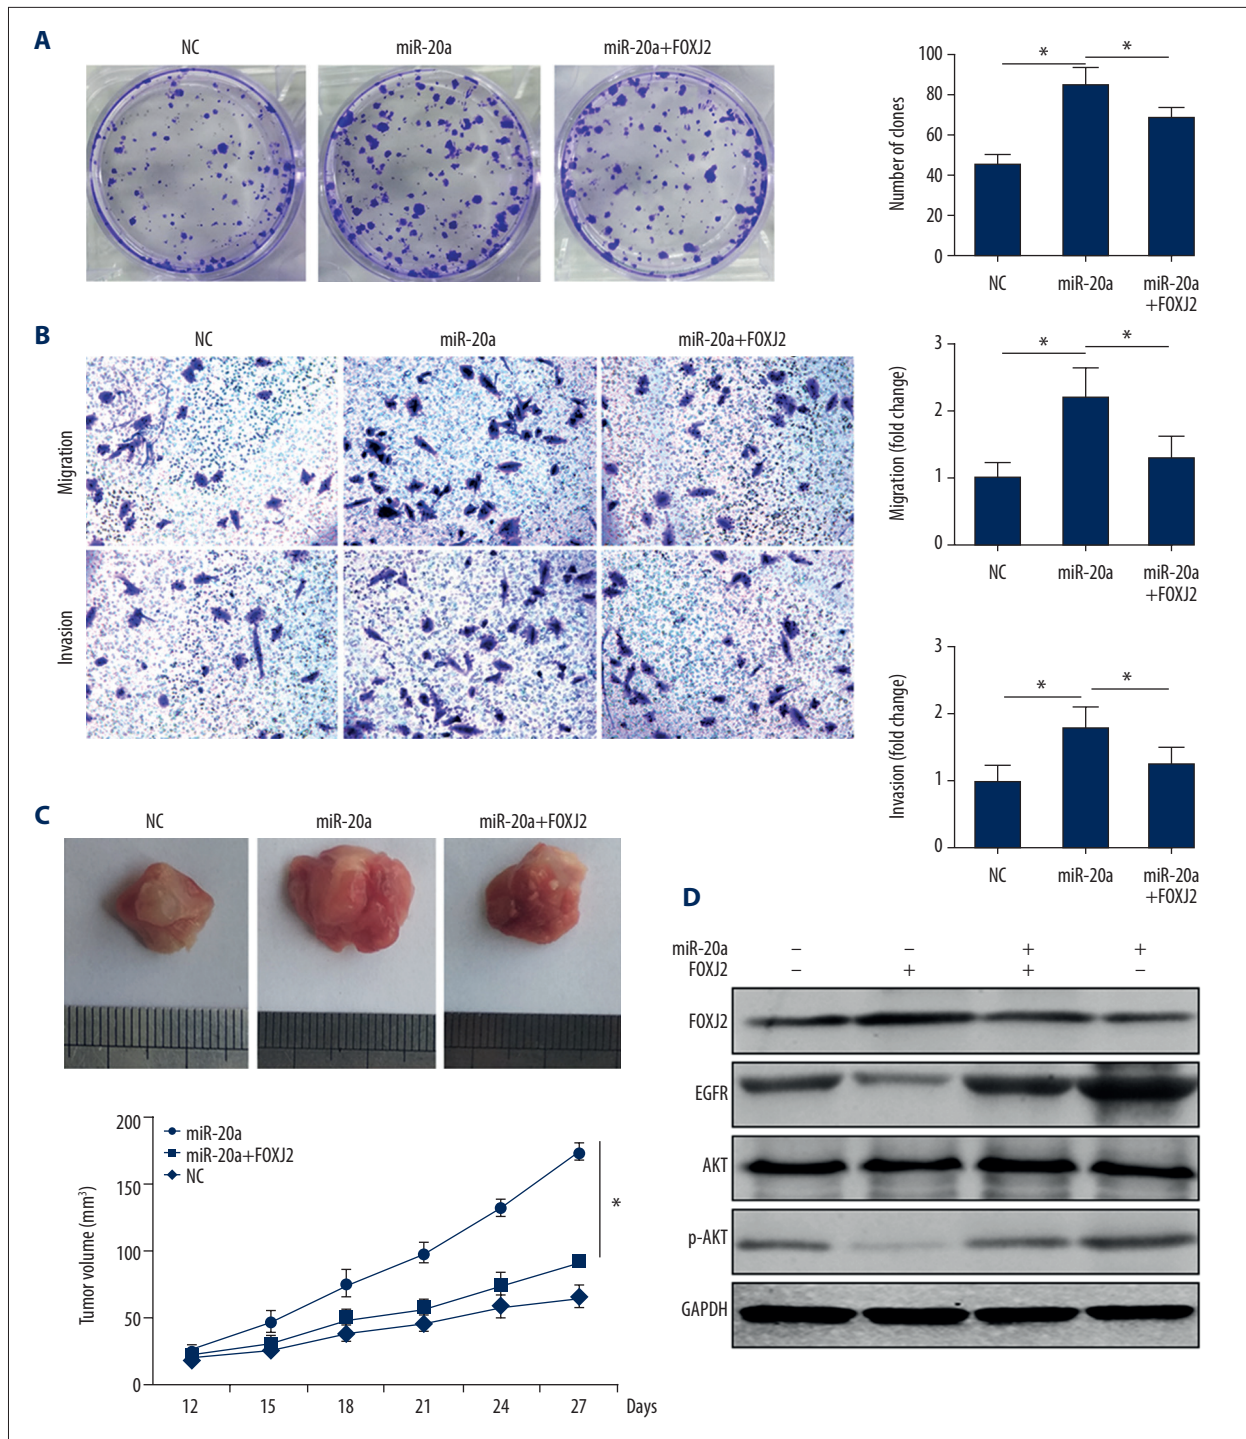 A
NC
miR-20a
miR-20a+FOXJ2
Number of clones
100
80
60
40
20
0
*
*
NC
miR-20a
miR-20a
+FOXJ2
B
NC
miR-20a
miR-20a+FOXJ2
Migration
Invasion
Migration (fold change)
3
2
1
0
*
*
NC
miR-20a
miR-20a
+FOXJ2
Invasion (fold change)
3
2
1
0
*
*
NC
miR-20a
miR-20a
+FOXJ2
C
NC
miR-20a
miR-20a+FOXJ2
Tumor volume (mm³)
200
150
100
50
0
miR-20a
miR-20a+FOXJ2
NC
*
12
15
18
21
24
27
Days
D
miR-20a – – + +
FOXJ2 – + + –
FOXJ2
EGFR
AKT
p-AKT
GAPDH